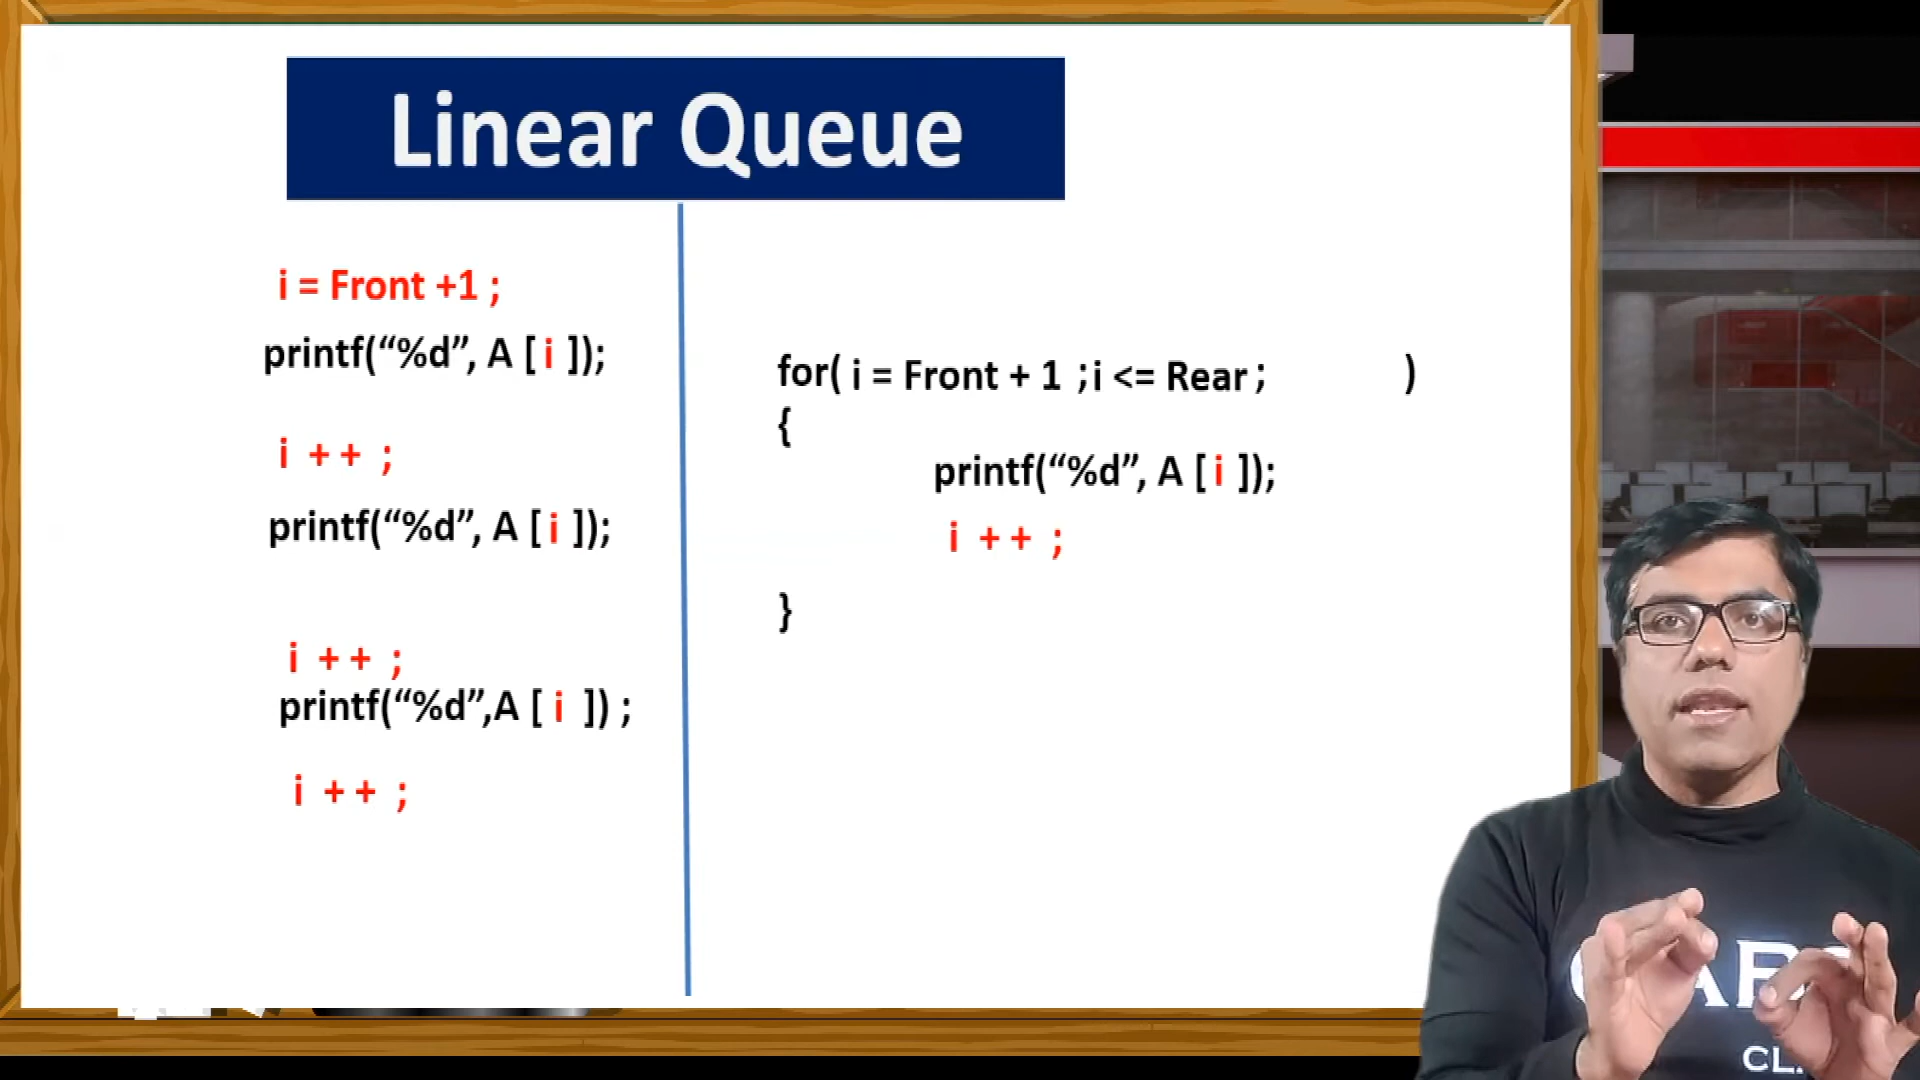 Linear Queue
i = Front +1 ;
printf(“%d”, A [ i ]);
i + + ;
printf(“%d”, A [ i ]);
i + + ;
printf(“%d”,A [ i ]) ;
i + + ;
for( i = Front + 1 ;i <= Rear ; )
{
printf(“%d”, A [ i ]);
i + + ;
}